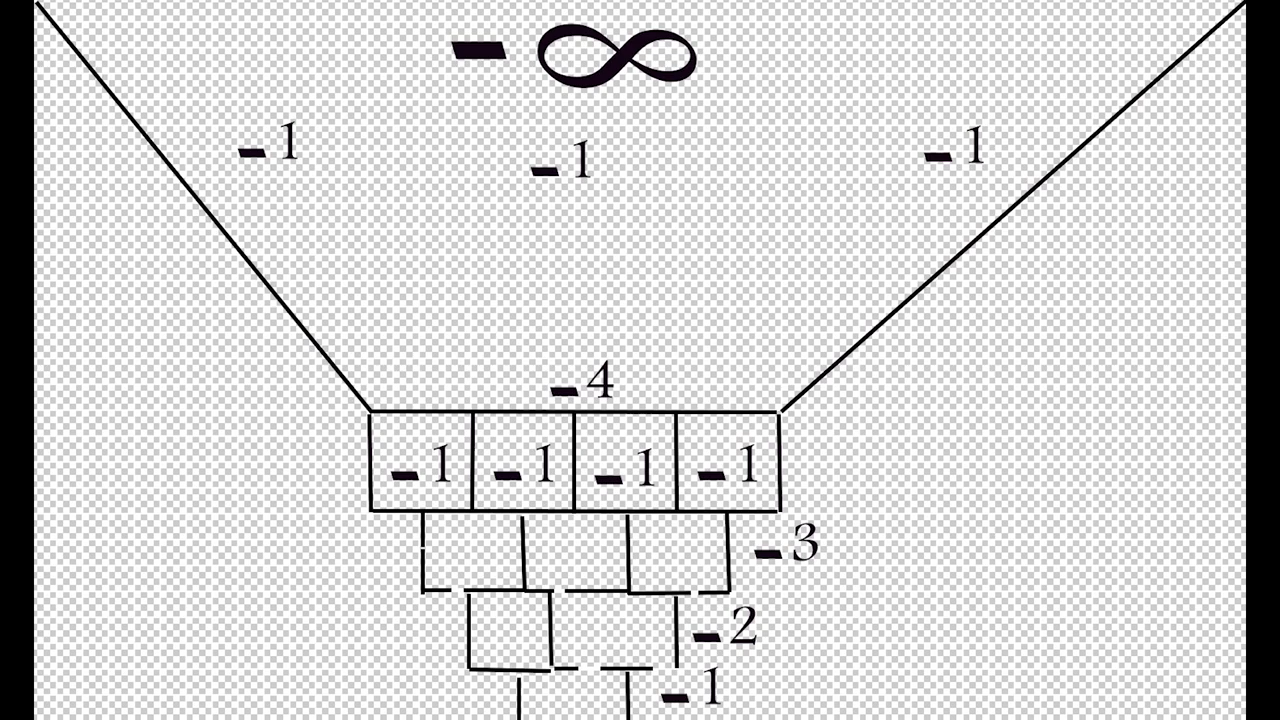 - ∞
- 1 - 1 - 1
- 4
- 1 - 1 - 1 - 1
- 3
- 2
- 1